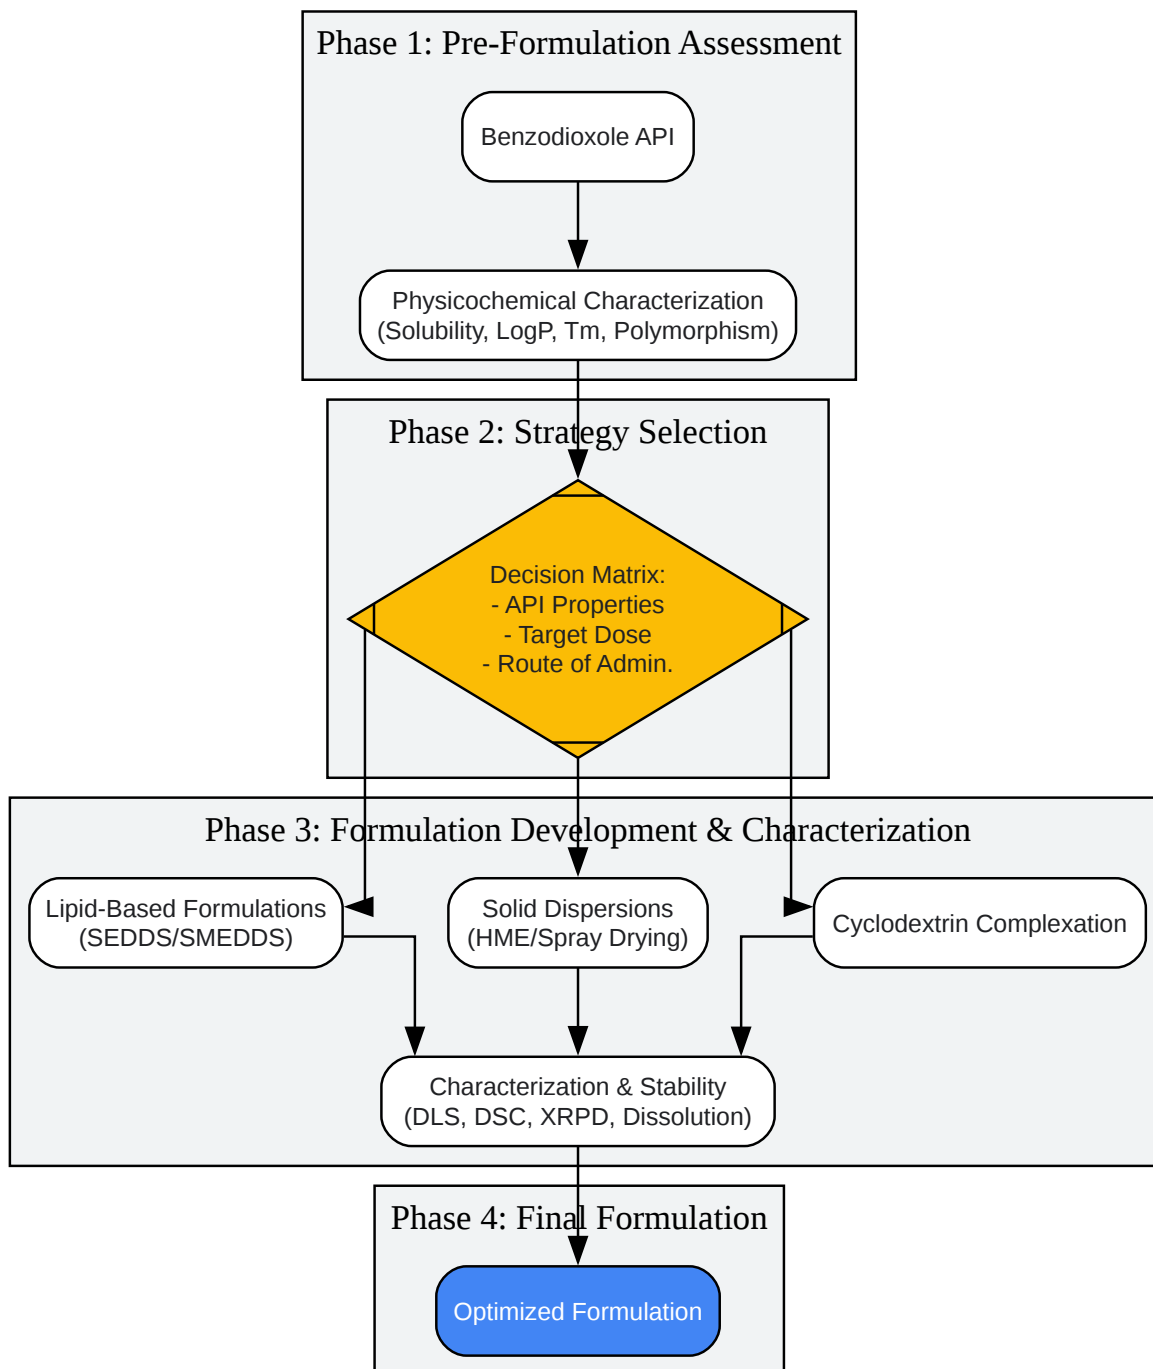 Phase 1: Pre-Formulation Assessment
Benzodioxole API
Physicochemical Characterization
(Solubility, LogP, Tm, Polymorphism)
Phase 2: Strategy Selection
Decision Matrix:
- API Properties
- Target Dose
- Route of Admin.
Phase 3: Formulation Development & Characterization
Lipid-Based Formulations
(SEDDS/SMEDDS)
Solid Dispersions
(HME/Spray Drying)
Cyclodextrin Complexation
Characterization & Stability
(DLS, DSC, XRPD, Dissolution)
Phase 4: Final Formulation
Optimized Formulation